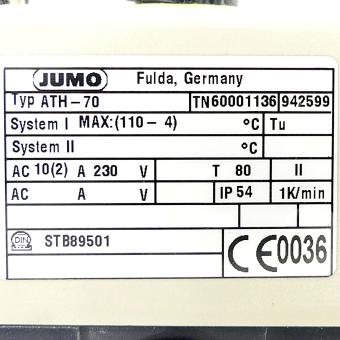 JUMO Fulda, Germany
Typ ATH-70 TN60001136 942599
System I MAX:(110-4) °C Tu
System II °C
AC 10(2) A 230 V T 80 II
AC A V IP 54 1K/min
DIN STB89501 CE0036